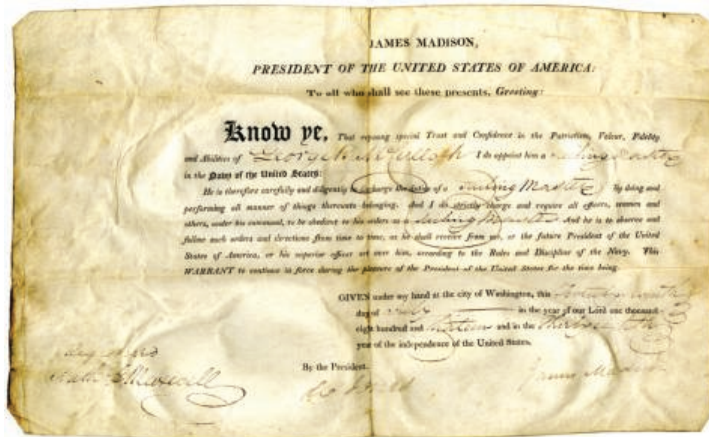 JAMES MADISON,
PRESIDENT OF THE UNITED STATES OF AMERICA:
To all who shall see these presents, Greeting:
Know ye, That reposing special Trust and Confidence in the Patriotism, Valour, Fidelity
and Abilities of George I do appoint him a Sailing Master
in the Navy of the United States:
He is therefore carefully and diligently to discharge the duties of a Sailing Master by doing and
performing all manner of things thereunto belonging. And I do strictly charge and require all officers, seamen and
others, under his command, to be obedient to his orders as a Sailing Master And he is to observe and
follow such orders and directions from time to time, as he shall receive from me, or the future President of the United
States of America, or his superior officer set over him, according to the Rules and Discipline of the Navy. This
WARRANT to continue in force during the pleasure of the President of the United States for the time being.
GIVEN under my hand at the city of Washington, this
day of in the year of our Lord one thousand
eight hundred and and in the
year of the independence of the United States.
By the President.
James Madison